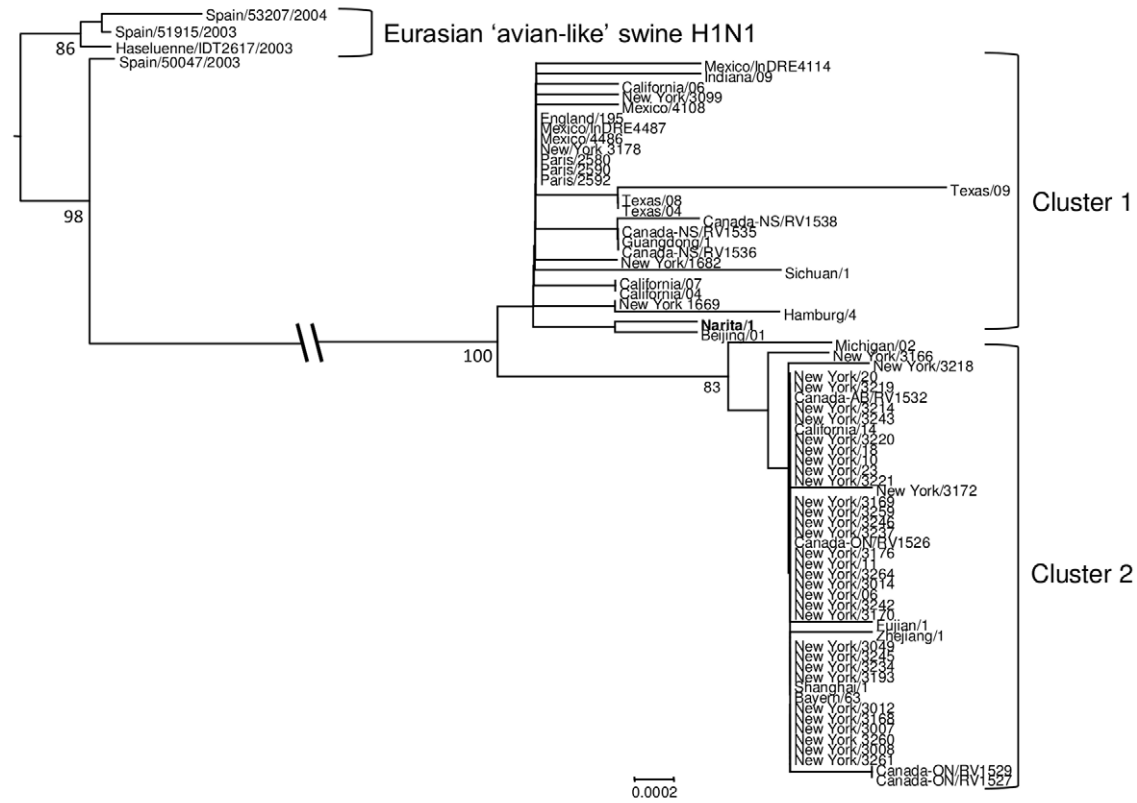 Spain/53207/2004
Spain/51915/2003
86
Haseluenne/IDT2617/2003
Spain/50047/2003
Eurasian ‘avian-like’ swine H1N1
Mexico/InDRE4114
Indiana/09
California/06
New York/3099
Mexico/4108
England/195
Mexico/InDRE4487
Mexico/4486
New/York 3178
Paris/2580
Paris/2590
Paris/2592
Texas/09
Texas/08
Texas/04
Cluster 1
98
Canada-NS/RV1538
Canada-NS/RV1535
Guangdong/1
Canada-NS/RV1536
New York/1682
Sichuan/1
California/07
California/04
New York 1669
Hamburg/4
Narita/1
Beijing/01
100
Michigan/02
New York/3166
New York/3218
83
New York/20
New York/3219
Canada-AB/RV1532
New York/3214
New York/3243
California/14
New York/3220
New York/18
New York/10
New York/23
New York/3221
New York/3172
New York/3169
New York/3259
New York/3246
New York/3237
Canada-ON/RV1526
New York/3176
New York/11
New York/3264
New York/3014
New York/06
New York/3242
New York/3170
Cluster 2
Fujian/1
Zhejiang/1
New York/3049
New York/3245
New York/3234
New York/3193
Shanghai/1
Bayern/63
New York/3012
New York/3168
New York/3007
New York/3260
New York/3008
New York/3261
Canada-ON/RV1529
Canada-ON/RV1527
0.0002